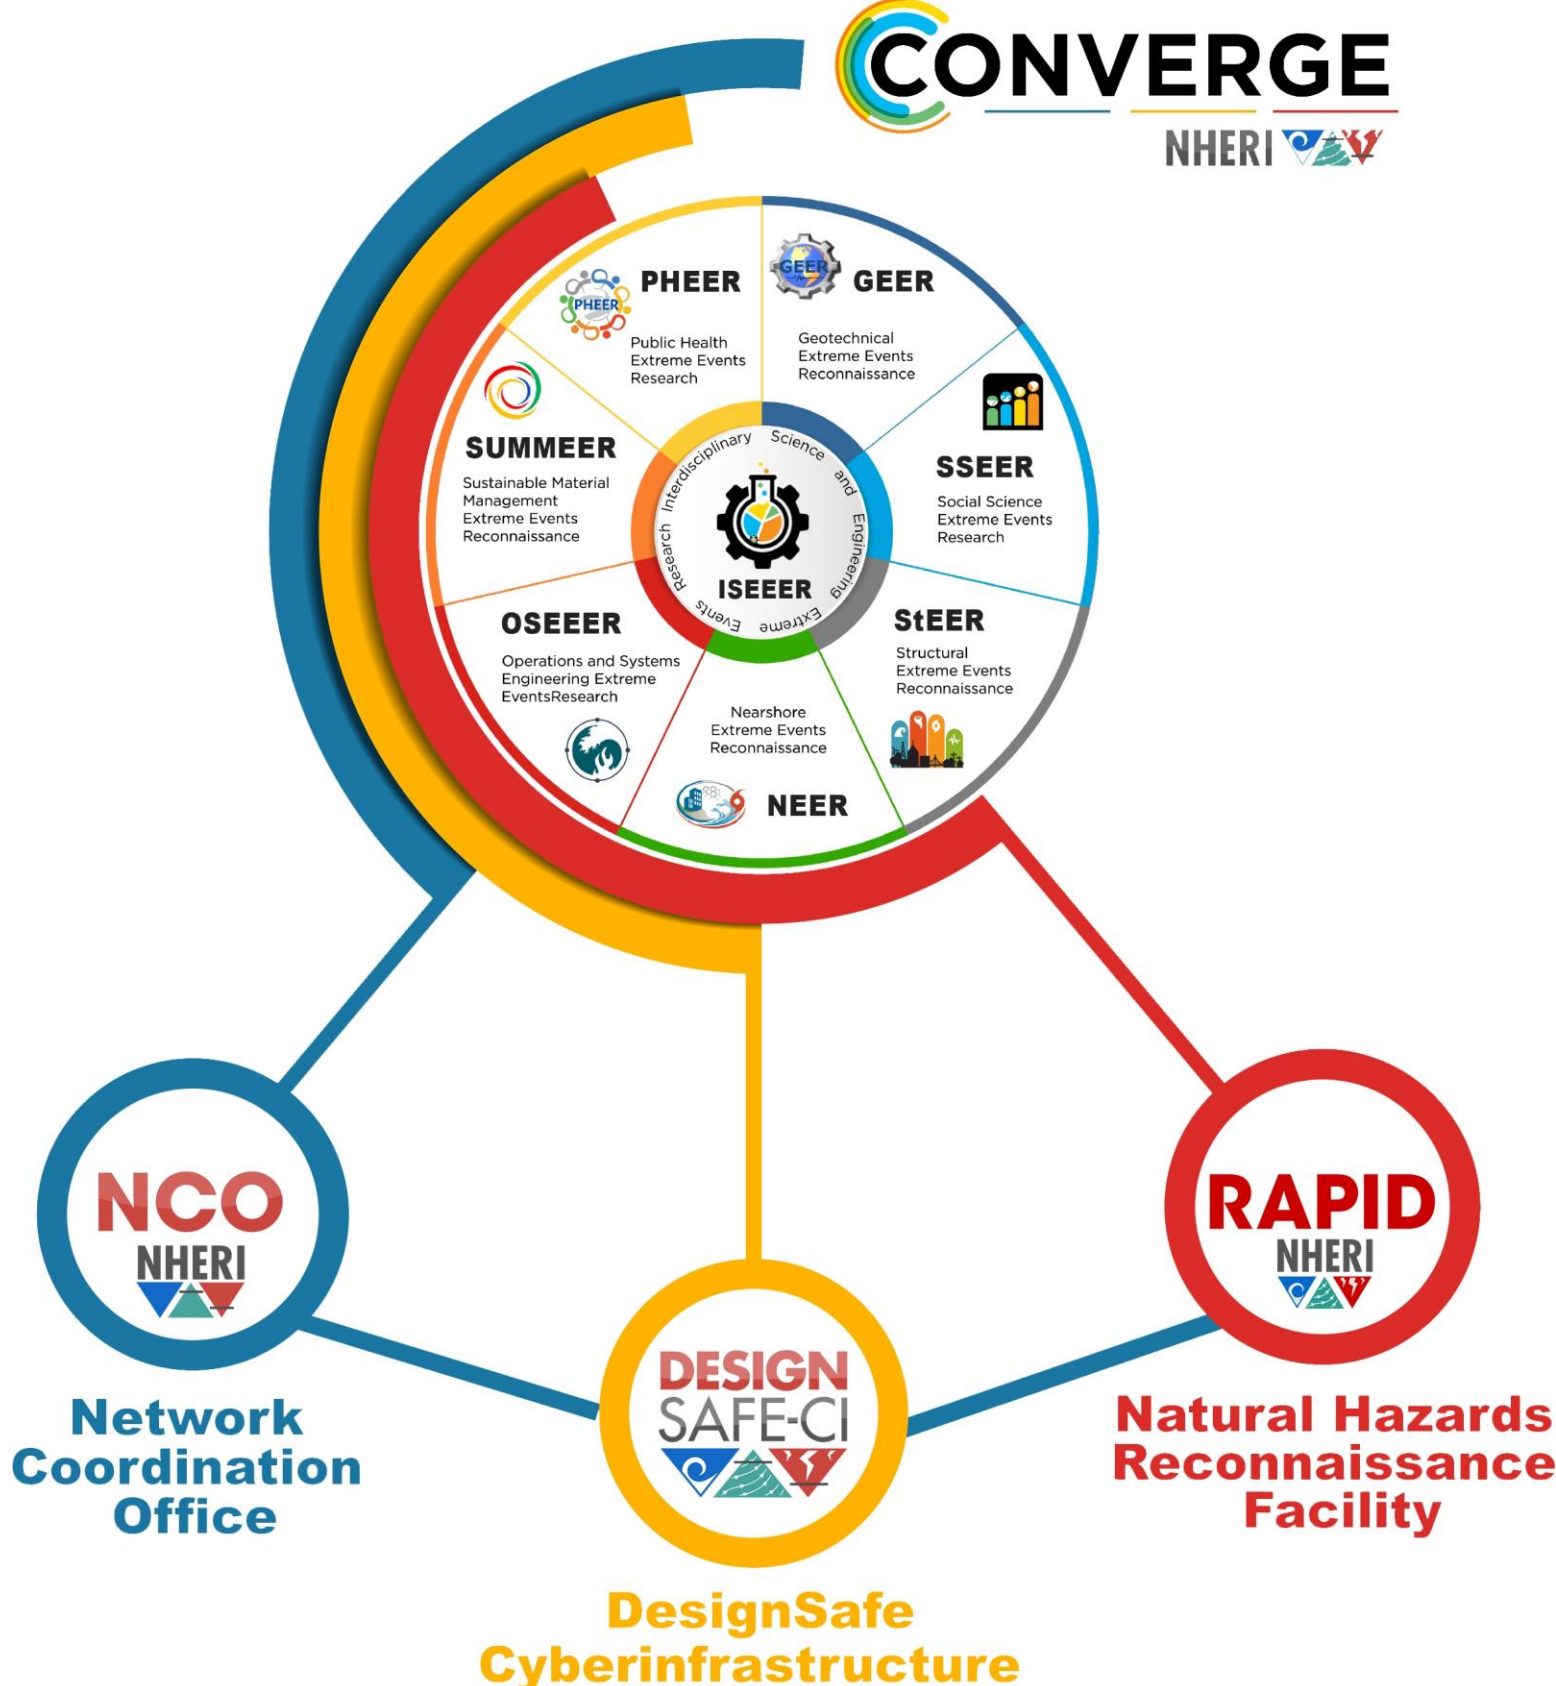 CONVERGE
NHERI
PHEER
PHEER
Public Health
Extreme Events
Research
GEER
GEER
Geotechnical
Extreme Events
Reconnaissance
SUMMEER
Sustainable Material
Management
Extreme Events
Reconnaissance
SSEER
Social Science
Extreme Events
Research
Interdisciplinary Science and Engineering Extreme Events Research
ISEEER
OSEEER
Operations and Systems
Engineering Extreme
EventsResearch
StEER
Structural
Extreme Events
Reconnaissance
Nearshore
Extreme Events
Reconnaissance
NEER
NCO
NHERI
Network
Coordination
Office
DESIGN
SAFE-CI
DesignSafe
Cyberinfrastructure
RAPID
NHERI
Natural Hazards
Reconnaissance
Facility